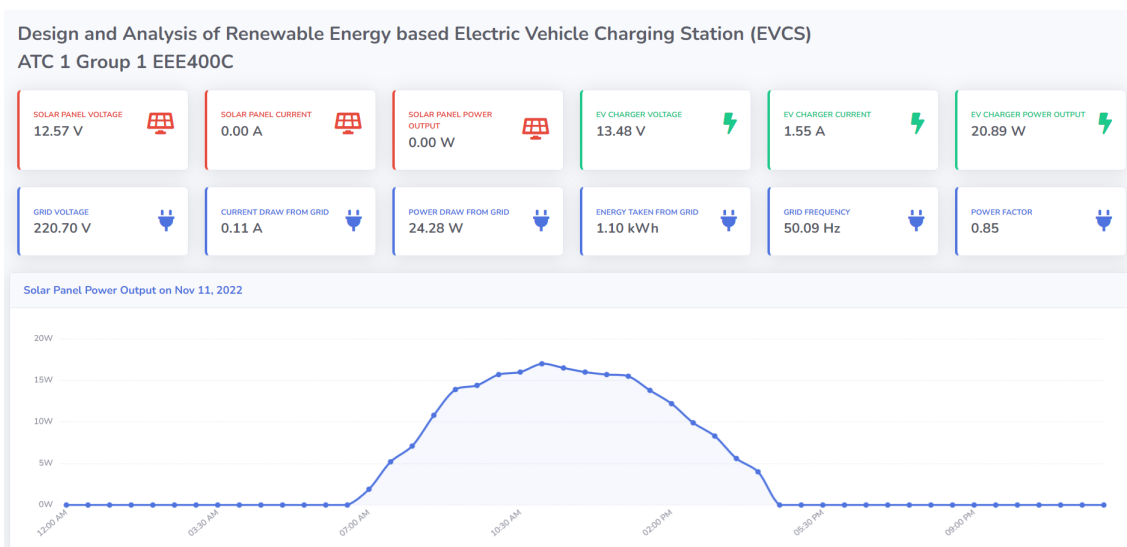 Design and Analysis of Renewable Energy based Electric Vehicle Charging Station (EVCS)
ATC 1 Group 1 EEE400C
SOLAR PANEL VOLTAGE
12.57 V
SOLAR PANEL CURRENT
0.00 A
SOLAR PANEL POWER
OUTPUT
0.00 W
EV CHARGER VOLTAGE
13.48 V
EV CHARGER CURRENT
1.55 A
EV CHARGER POWER OUTPUT
20.89 W
GRID VOLTAGE
220.70 V
CURRENT DRAW FROM GRID
0.11 A
POWER DRAW FROM GRID
24.28 W
ENERGY TAKEN FROM GRID
1.10 kWh
GRID FREQUENCY
50.09 Hz
POWER FACTOR
0.85
Solar Panel Power Output on Nov 11, 2022
20W
15W
10W
5W
0W
12:00 AM
03:30 AM
07:00 AM
10:30 AM
02:00 PM
05:30 PM
09:00 PM